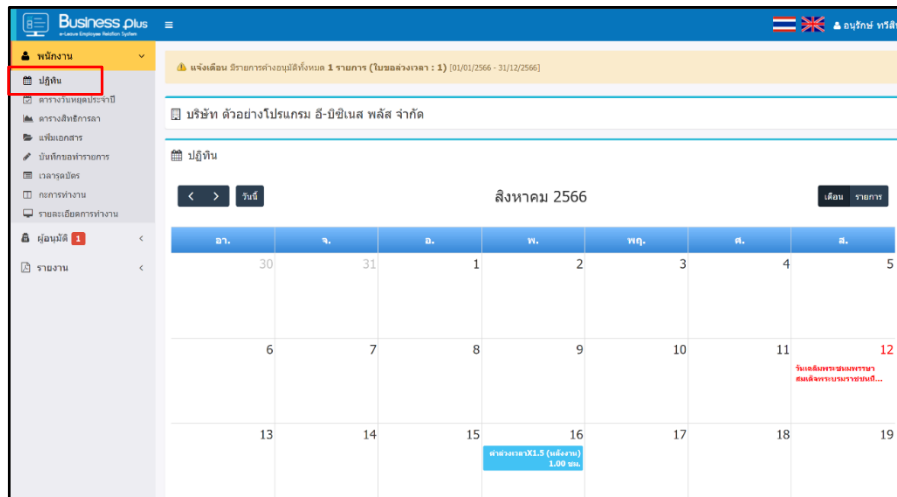 Business plus
e-Leave Employee Relation System
อนุรักษ์ ทวีสิน
พนักงาน
ปฏิทิน
ตารางวันหยุดประจำปี
ตารางสิทธิการลา
แฟ้มเอกสาร
บันทึกขอทำรายการ
เวลารูดบัตร
กะการทำงาน
รายละเอียดการทำงาน
ผู้อนุมัติ 1
รายงาน
แจ้งเตือน มีรายการค้างอนุมัติทั้งหมด 1 รายการ (ใบขอล่วงเวลา : 1) [01/01/2566 - 31/12/2566]
บริษัท ตัวอย่างโปรแกรม อี-บิซิเนส พลัส จำกัด
ปฏิทิน
วันนี้
สิงหาคม 2566
เดือน รายการ
อา. จ. อ. พ. พฤ. ศ. ส.
30 31 1 2 3 4 5
6 7 8 9 10 11 12
วันเฉลิมพระชนมพรรษา
สมเด็จพระบรมราชชนนี...
13 14 15 16 17 18 19
ค่าล่วงเวลาX1.5 (หลังงาน)
1.00 ชม.